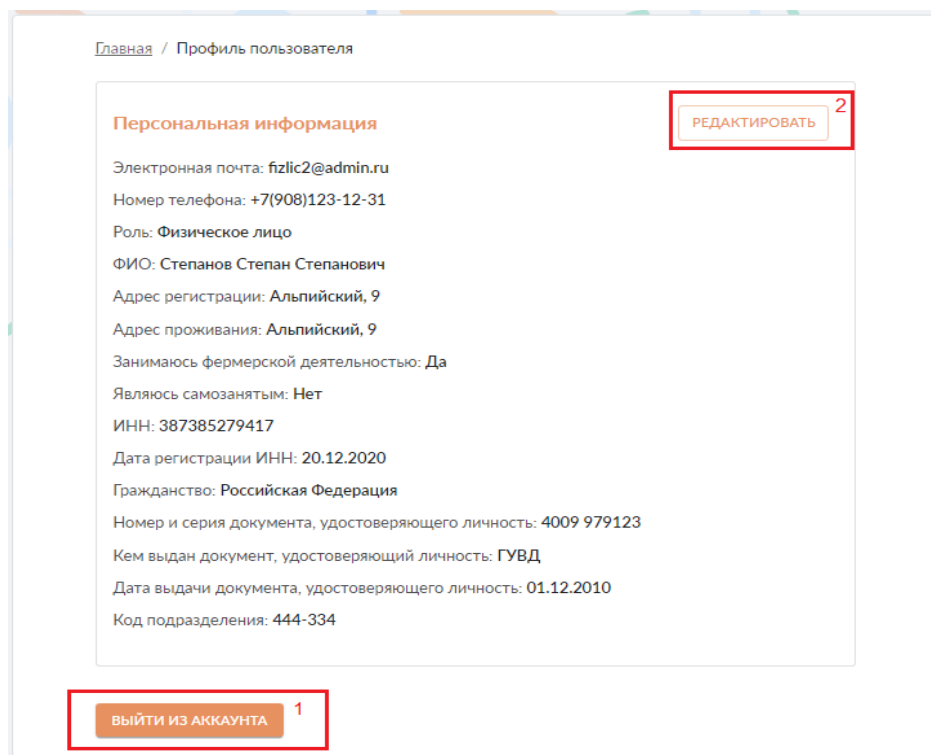 Главная / Профиль пользователя
Персональная информация
РЕДАКТИРОВАТЬ 2
Электронная почта: fizlic2@admin.ru
Номер телефона: +7(908)123-12-31
Роль: Физическое лицо
ФИО: Степанов Степан Степанович
Адрес регистрации: Альпийский, 9
Адрес проживания: Альпийский, 9
Занимаюсь фермерской деятельностью: Да
Являюсь самозанятым: Нет
ИНН: 387385279417
Дата регистрации ИНН: 20.12.2020
Гражданство: Российская Федерация
Номер и серия документа, удостоверяющего личность: 4009 979123
Кем выдан документ, удостоверяющий личность: ГУВД
Дата выдачи документа, удостоверяющего личность: 01.12.2010
Код подразделения: 444-334
ВЫЙТИ ИЗ АККАУНТА 1